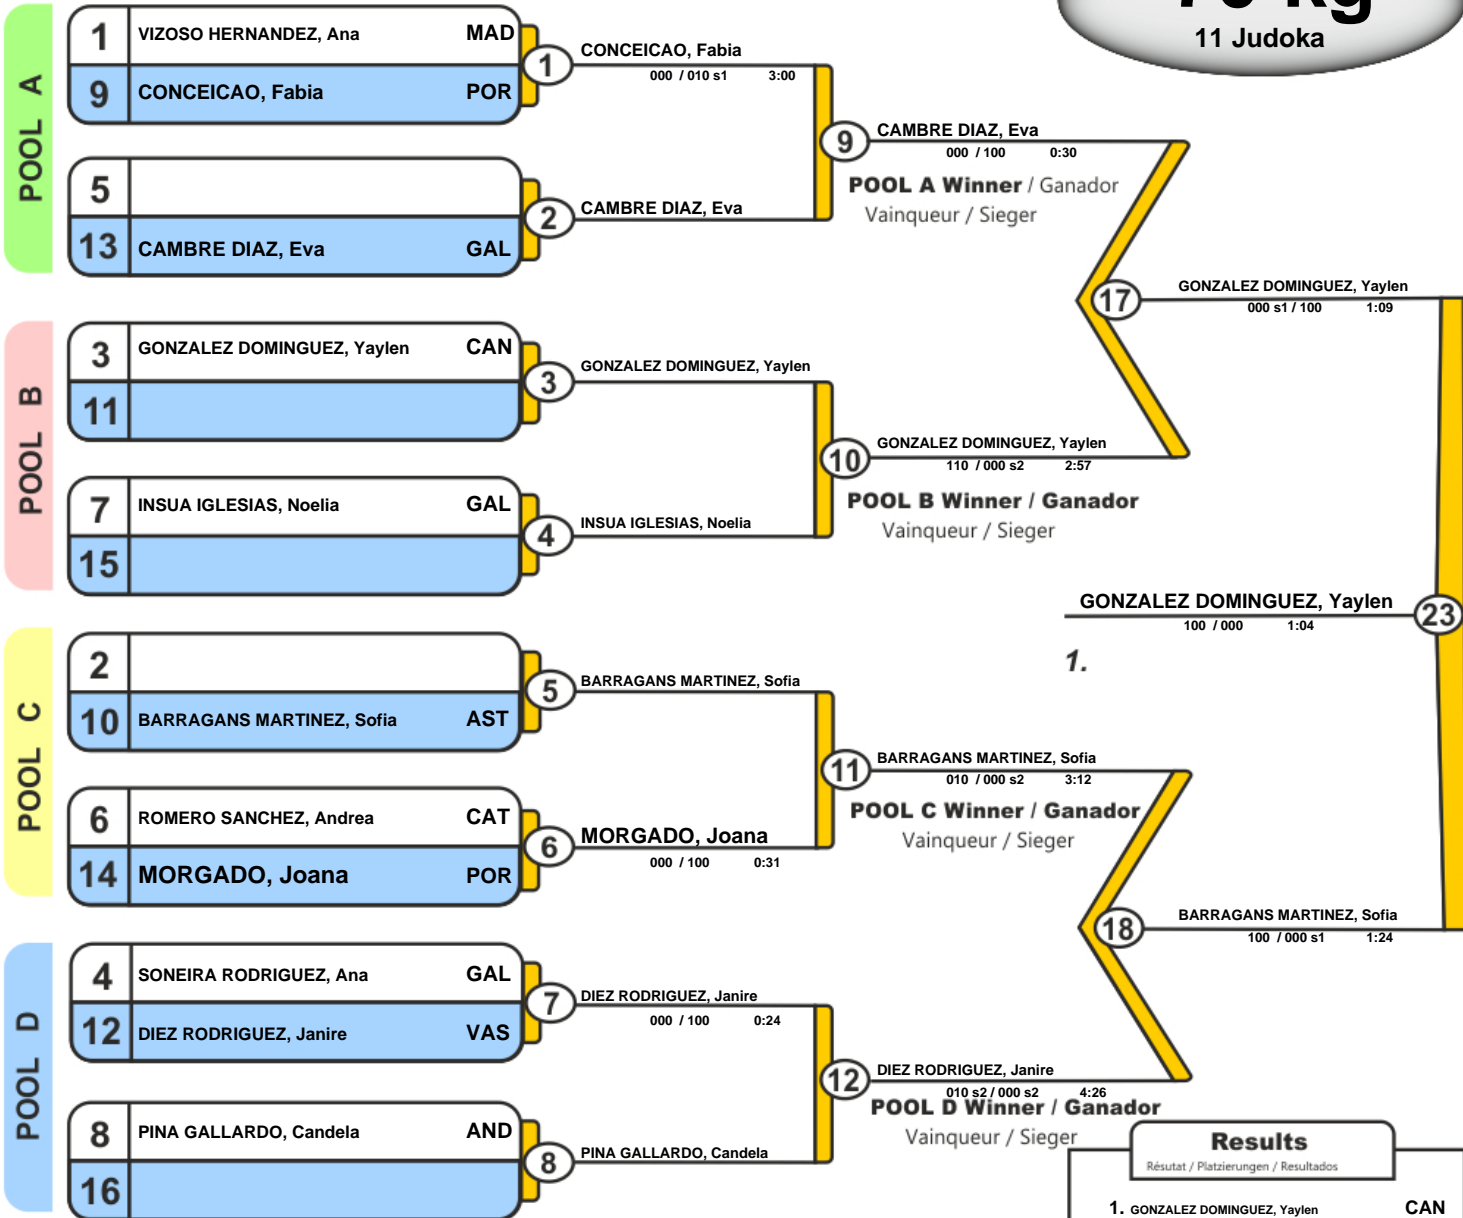 11 Judoka
POOL A
1 VIZOSO HERNANDEZ, Ana MAD
9 CONCEICAO, Fabia POR
5
13 CAMBRE DIAZ, Eva GAL
POOL B
3 GONZALEZ DOMINGUEZ, Yaylen CAN
11
7 INSUA IGLESIAS, Noelia GAL
15
POOL C
2
10 BARRAGANS MARTINEZ, Sofia AST
6 ROMERO SANCHEZ, Andrea CAT
14 MORGADO, Joana POR
POOL D
4 SONEIRA RODRIGUEZ, Ana GAL
12 DIEZ RODRIGUEZ, Janire VAS
8 PINA GALLARDO, Candela AND
16
1 CONCEICAO, Fabia
000 / 010 s1 3:00
2 CAMBRE DIAZ, Eva
3 GONZALEZ DOMINGUEZ, Yaylen
4 INSUA IGLESIAS, Noelia
5 BARRAGANS MARTINEZ, Sofia
6 MORGADO, Joana
000 / 100 0:31
7 DIEZ RODRIGUEZ, Janire
000 / 100 0:24
8 PINA GALLARDO, Candela
9 CAMBRE DIAZ, Eva
000 / 100 0:30
POOL A Winner / Ganador
Vainqueur / Sieger
10 GONZALEZ DOMINGUEZ, Yaylen
110 / 000 s2 2:57
POOL B Winner / Ganador
Vainqueur / Sieger
11 BARRAGANS MARTINEZ, Sofia
010 / 000 s2 3:12
POOL C Winner / Ganador
Vainqueur / Sieger
12 DIEZ RODRIGUEZ, Janire
010 s2 / 000 s2 4:26
POOL D Winner / Ganador
Vainqueur / Sieger
17 GONZALEZ DOMINGUEZ, Yaylen
000 s1 / 100 1:09
18 BARRAGANS MARTINEZ, Sofia
100 / 000 s1 1:24
GONZALEZ DOMINGUEZ, Yaylen 23
100 / 000 1:04
1.
Results
Résutat / Platzierungen / Resultados
1. GONZALEZ DOMINGUEZ, Yaylen CAN